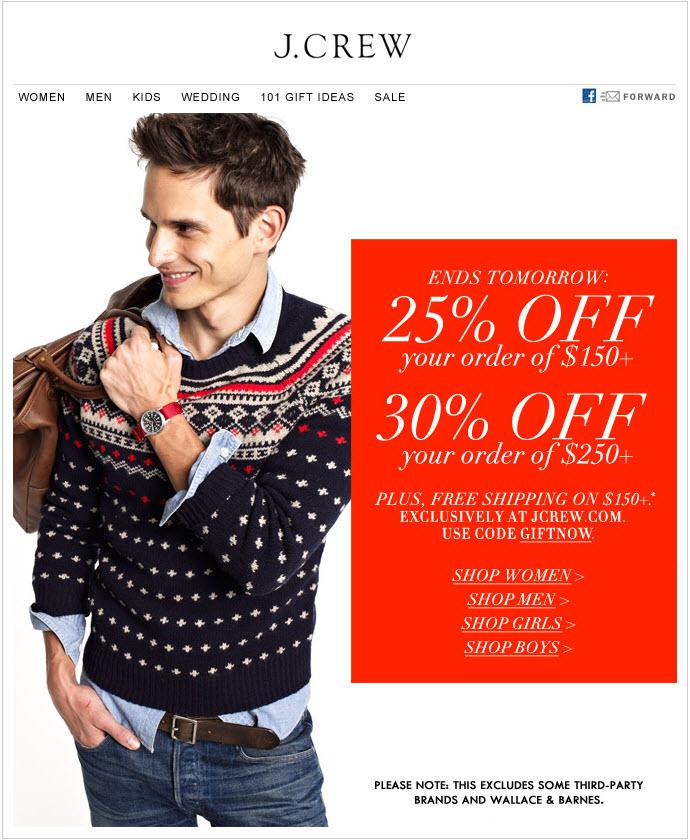 J.CREW
WOMEN MEN KIDS WEDDING 101 GIFT IDEAS SALE
f FORWARD
ENDS TOMORROW:
25% OFF
your order of $150+
30% OFF
your order of $250+
PLUS, FREE SHIPPING ON $150+.*
EXCLUSIVELY AT JCREW.COM.
USE CODE GIFTNOW.
SHOP WOMEN >
SHOP MEN >
SHOP GIRLS >
SHOP BOYS >
PLEASE NOTE: THIS EXCLUDES SOME THIRD-PARTY
BRANDS AND WALLACE & BARNES.